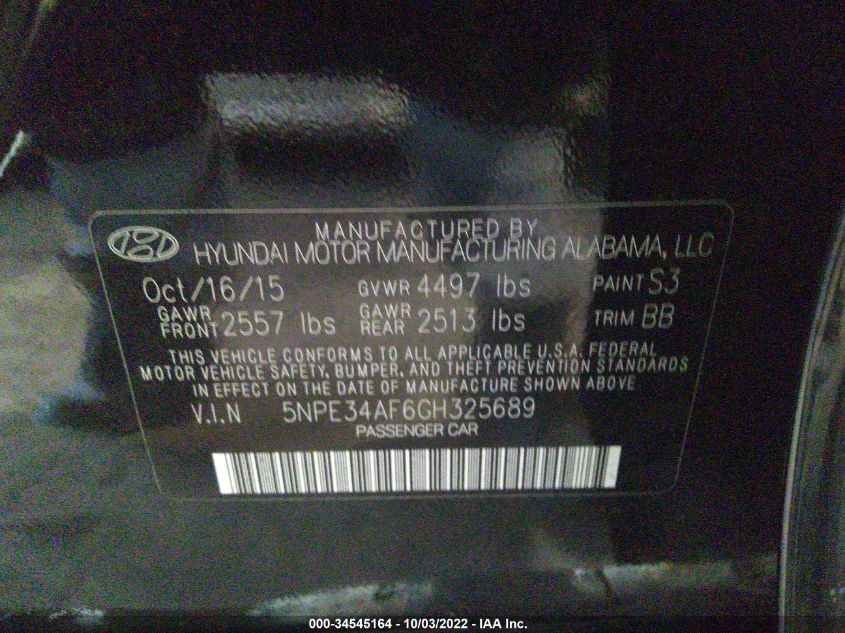 MANUFACTURED BY
HYUNDAI MOTOR MANUFACTURING ALABAMA, LLC
Oct/16/15 GVWR 4497 lbs PAINT S3
GAWR FRONT 2557 lbs GAWR REAR 2513 lbs TRIM BB
THIS VEHICLE CONFORMS TO ALL APPLICABLE U.S.A. FEDERAL
MOTOR VEHICLE SAFETY, BUMPER, AND THEFT PREVENTION STANDARDS
IN EFFECT ON THE DATE OF MANUFACTURE SHOWN ABOVE
V.I.N 5NPE34AF6GH325689
PASSENGER CAR
000-34545164 - 10/03/2022 - IAA Inc.